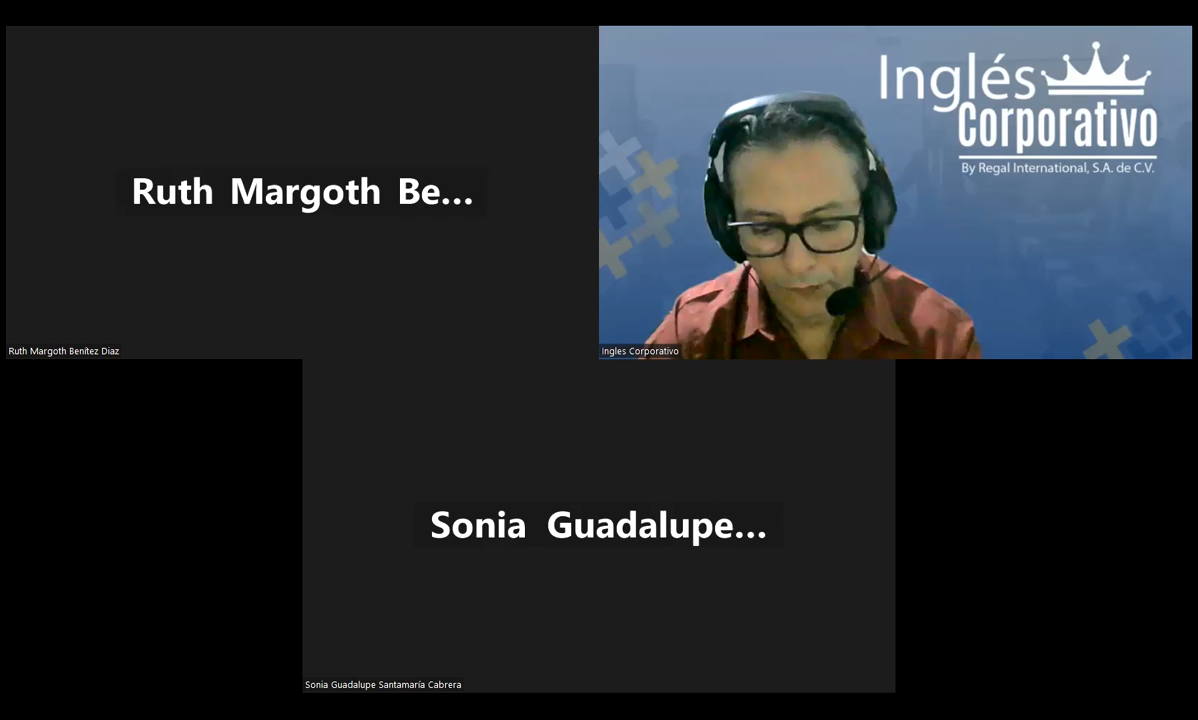 Ruth Margoth Be...
Ruth Margoth Benítez Diaz
Inglés
Corporativo
By Regal International, S.A. de C.V.
Ingles Corporativo
Sonia Guadalupe...
Sonia Guadalupe Santamaría Cabrera